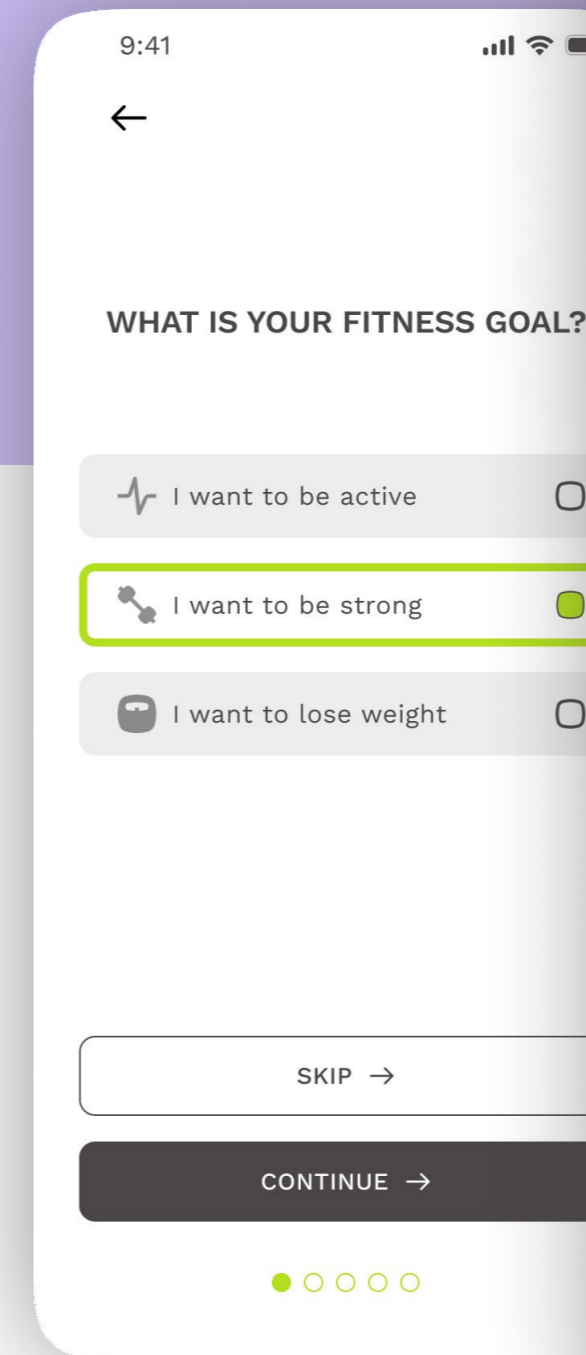 9:41
WHAT IS YOUR FITNESS GOAL?
I want to be active
I want to be strong
I want to lose weight
SKIP →
CONTINUE →